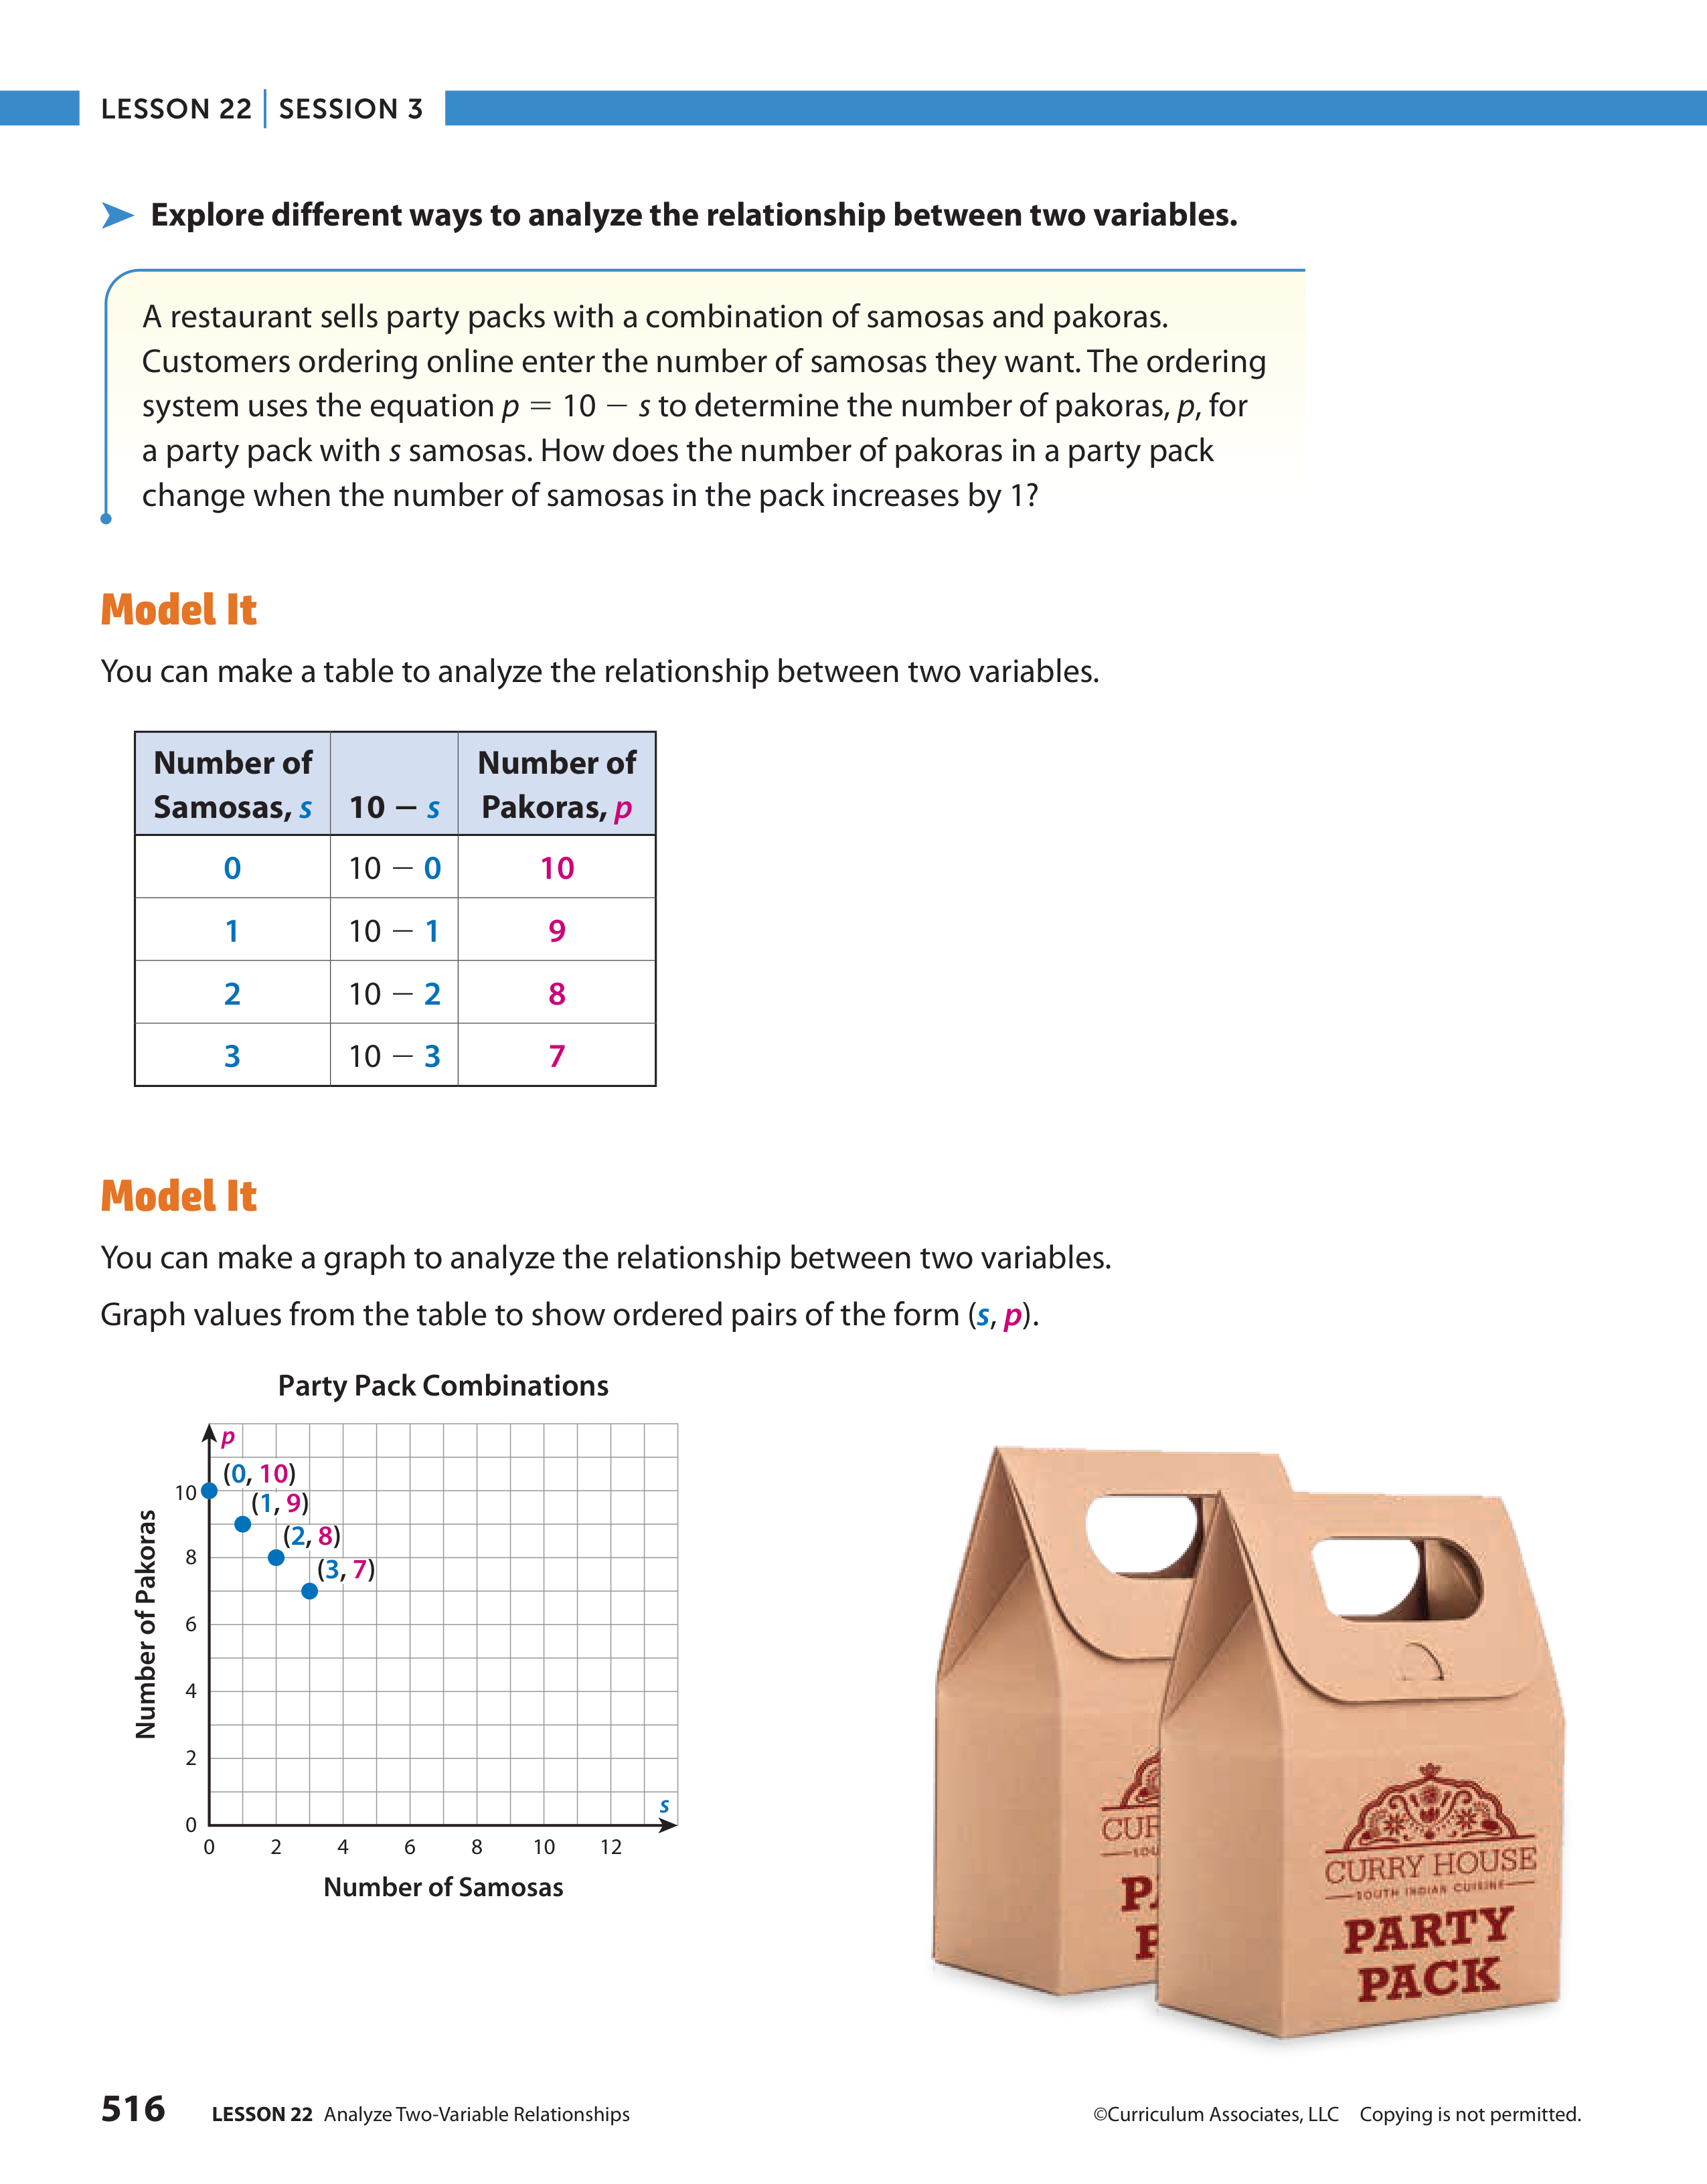 LESSON 22 | SESSION 3
Explore different ways to analyze the relationship between two variables.
A restaurant sells party packs with a combination of samosas and pakoras.
Customers ordering online enter the number of samosas they want. The ordering
system uses the equation p = 10 − s to determine the number of pakoras, p, for
a party pack with s samosas. How does the number of pakoras in a party pack
change when the number of samosas in the pack increases by 1?
Model It
You can make a table to analyze the relationship between two variables.
Number of Samosas, s | 10 − s | Number of Pakoras, p
0 | 10 − 0 | 10
1 | 10 − 1 | 9
2 | 10 − 2 | 8
3 | 10 − 3 | 7
Model It
You can make a graph to analyze the relationship between two variables.
Graph values from the table to show ordered pairs of the form (s, p).
Party Pack Combinations
p
(0, 10)
(1, 9)
(2, 8)
(3, 7)
10
8
6
4
2
0
Number of Pakoras
s
0 2 4 6 8 10 12
Number of Samosas
CUR
SOU
PA
P
CURRY HOUSE
SOUTH INDIAN CUISINE
PARTY
PACK
516 LESSON 22 Analyze Two-Variable Relationships
©Curriculum Associates, LLC Copying is not permitted.